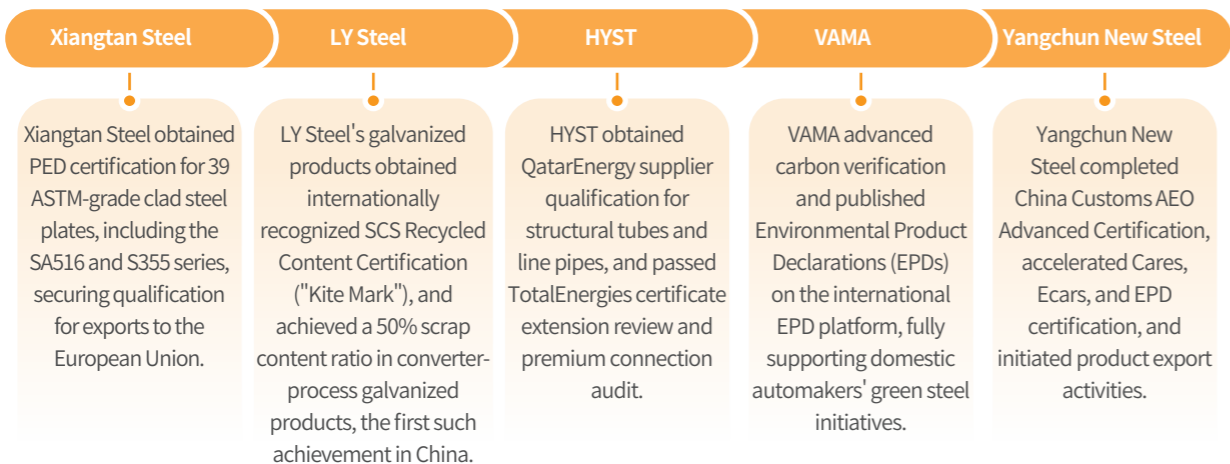 Xiangtan Steel
LY Steel
HYST
VAMA
Yangchun New Steel
Xiangtan Steel obtained
PED certification for 39
ASTM-grade clad steel
plates, including the
SA516 and S355 series,
securing qualification
for exports to the
European Union.
LY Steel's galvanized
products obtained
internationally
recognized SCS Recycled
Content Certification
("Kite Mark"), and
achieved a 50% scrap
content ratio in converter-
process galvanized
products, the first such
achievement in China.
HYST obtained
QatarEnergy supplier
qualification for
structural tubes and
line pipes, and passed
TotalEnergies certificate
extension review and
premium connection
audit.
VAMA advanced
carbon verification
and published
Environmental Product
Declarations (EPDs)
on the international
EPD platform, fully
supporting domestic
automakers' green steel
initiatives.
Yangchun New
Steel completed
China Customs AEO
Advanced Certification,
accelerated Cares,
Ecars, and EPD
certification, and
initiated product export
activities.